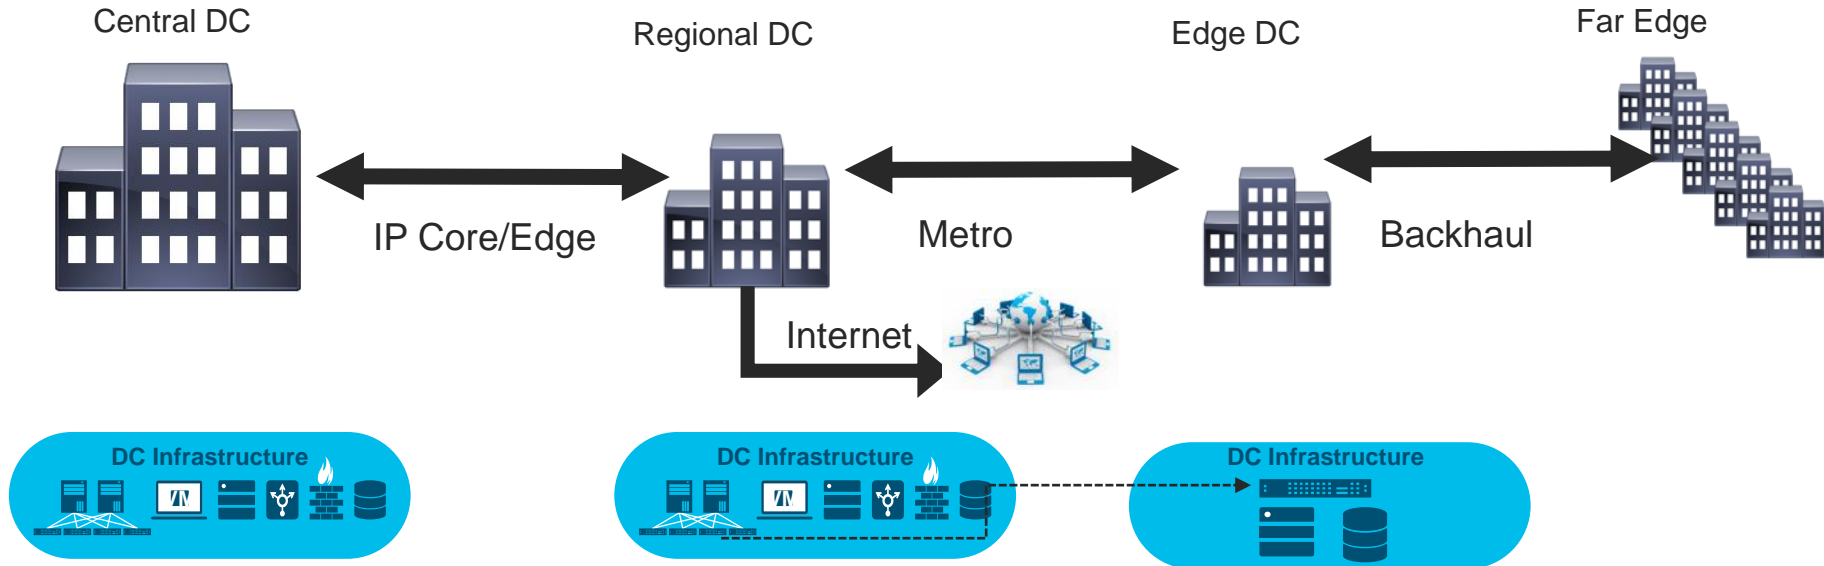 Central DC
Regional DC
Edge DC
Far Edge
IP Core/Edge
Metro
Backhaul
Internet
DC Infrastructure
DC Infrastructure
DC Infrastructure